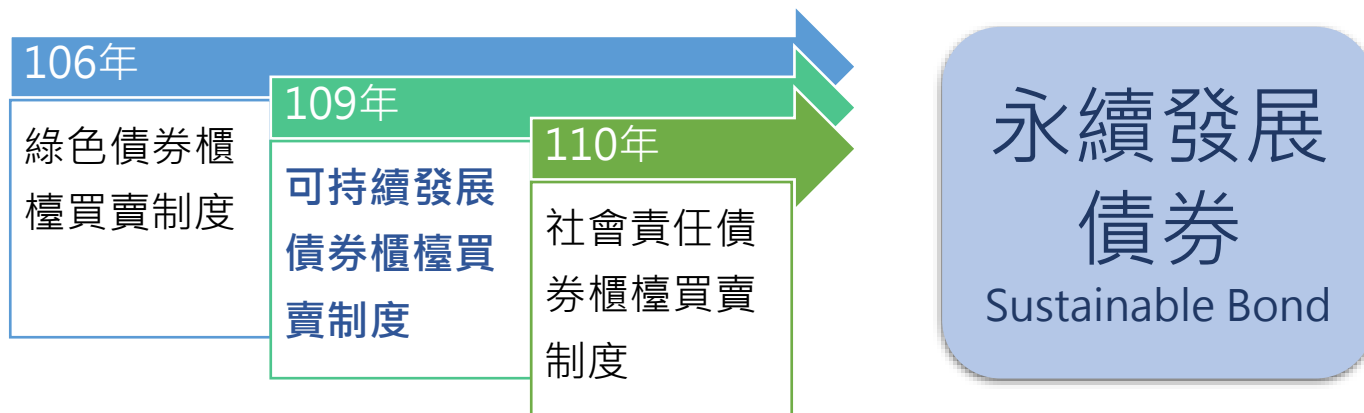 106年
綠色債券櫃
檯買賣制度
109年
可持續發展
債券櫃檯買
賣制度
110年
社會責任債
券櫃檯買賣
制度
永續發展
債券
Sustainable Bond